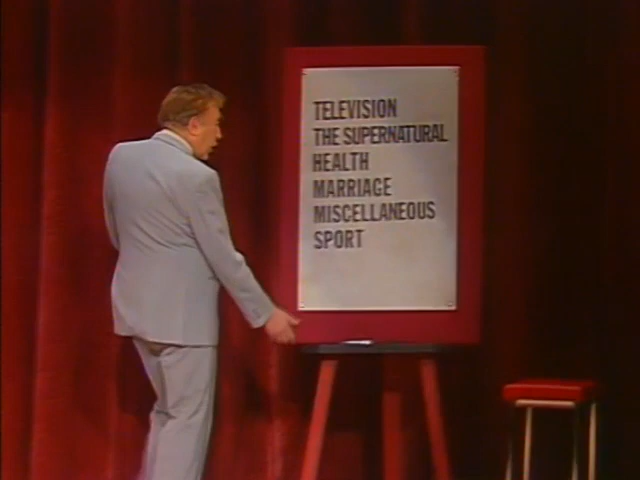 TELEVISION
THE SUPERNATURAL
HEALTH
MARRIAGE
MISCELLANEOUS
SPORT